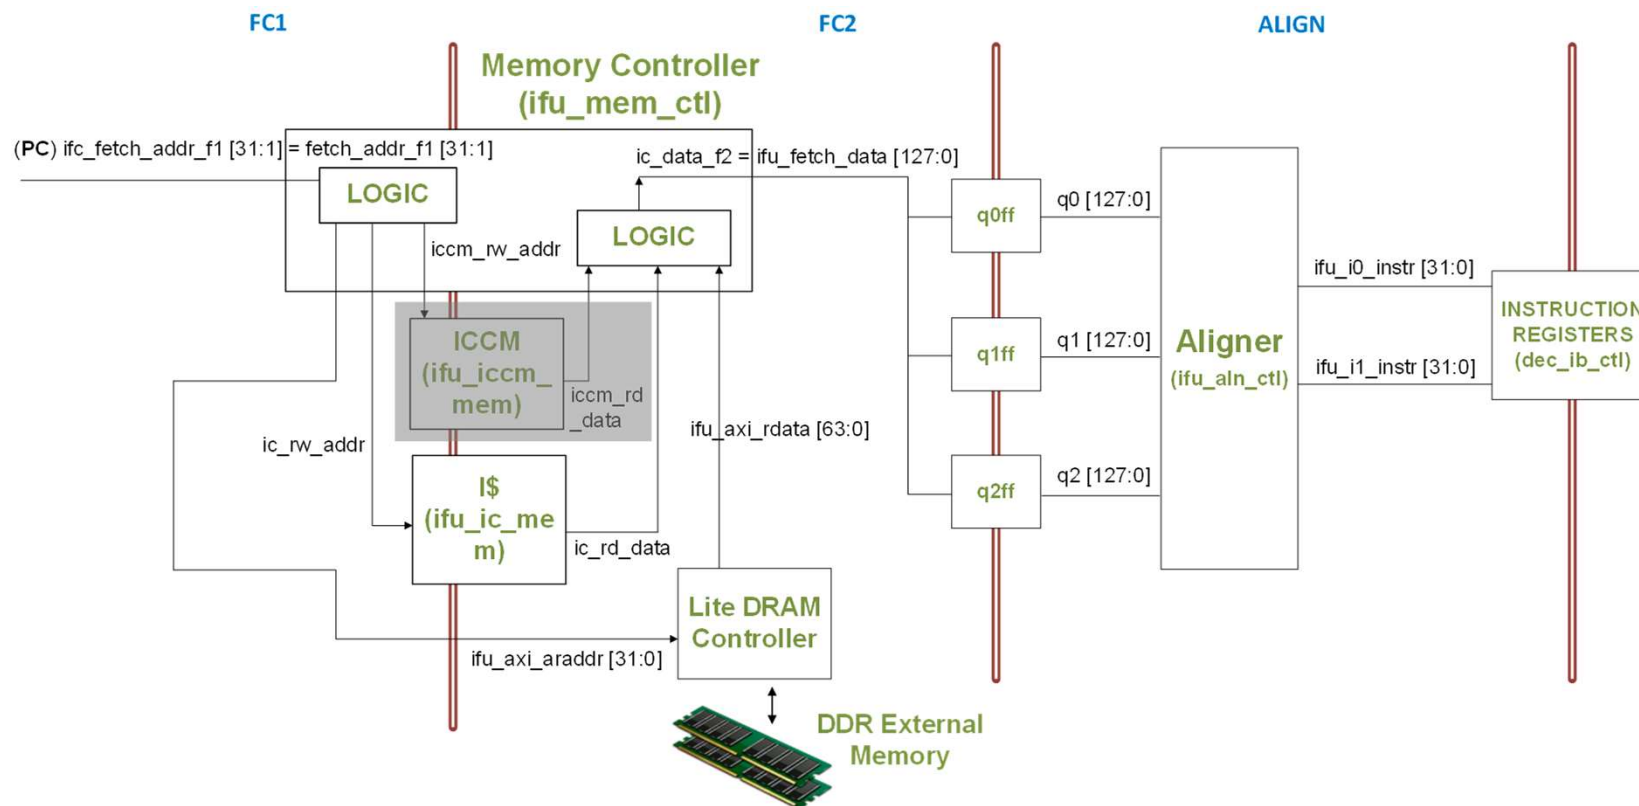 FC1
FC2
ALIGN
Memory Controller
(ifu_mem_ctl)
(PC) ifc_fetch_addr_f1 [31:1] = fetch_addr_f1 [31:1]
ic_data_f2 = ifu_fetch_data [127:0]
LOGIC
LOGIC
iccm_rw_addr
q0ff
q0 [127:0]
ifu_i0_instr [31:0]
ICCM
(ifu_iccm_
mem)
iccm_rd
_data
q1ff
q1 [127:0]
Aligner
(ifu_aln_ctl)
ifu_i1_instr [31:0]
INSTRUCTION
REGISTERS
(dec_ib_ctl)
ic_rw_addr
ifu_axi_rdata [63:0]
I$
(ifu_ic_me
m)
ic_rd_data
q2ff
q2 [127:0]
Lite DRAM
Controller
ifu_axi_araddr [31:0]
DDR External
Memory